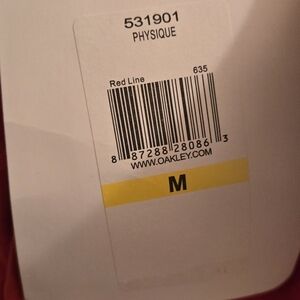 531901
PHYSIQUE
Red Line 635
8 87288 28086 3
WWW.OAKLEY.COM
M